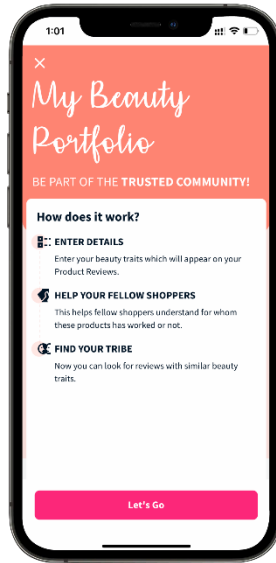 1:01
My Beauty
Portfolio
BE PART OF THE TRUSTED COMMUNITY!
How does it work?
ENTER DETAILS
Enter your beauty traits which will appear on your
Product Reviews.
HELP YOUR FELLOW SHOPPERS
This helps fellow shoppers understand for whom
these products has worked or not.
FIND YOUR TRIBE
Now you can look for reviews with similar beauty
traits.
Let's Go